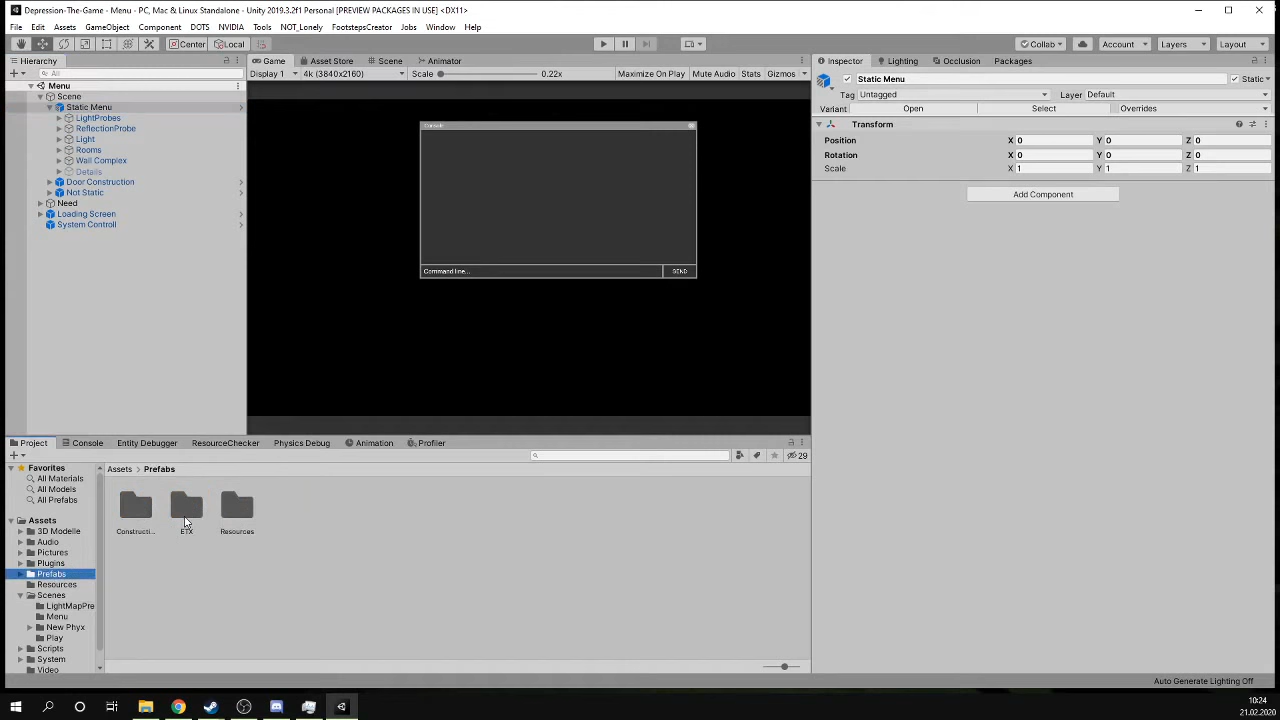 Depression-The-Game - Menu - PC, Mac & Linux Standalone - Unity 2019.3.2f1 Personal [PREVIEW PACKAGES IN USE] <DX11>
File Edit Assets GameObject Component DOTS NVIDIA Tools NOT_Lonely FootstepsCreator Jobs Window Resources Help
Center Local Collab Account Layers Layout
Hierarchy
All
Menu
Scene
Static Menu
LightProbes
ReflectionProbe
Light
Rooms
Wall Complex
Details
Door Construction
Not Static
Need
Loading Screen
System Controll
Game Asset Store Scene Animator
Display 1 4k (3840x2160) Scale 0.22x Maximize On Play Mute Audio Stats Gizmos
Command line... SEND
Inspector Lighting Occlusion Packages
Static Menu Static
Tag Untagged Layer Default
Variant Open Select Overrides
Transform
Position X 0 Y 0 Z 0
Rotation X 0 Y 0 Z 0
Scale X 1 Y 1 Z 1
Add Component
Project Console Entity Debugger ResourceChecker Physics Debug Animation Profiler
29
Favorites
All Materials
All Models
All Prefabs
Assets
3D Modelle
Audio
Pictures
Plugins
Prefabs
Resources
Scenes
LightMapPre
Menu
New Phyx
Play
Scripts
System
Video
Assets > Prefabs
Constructi... ETX Resources
Auto Generate Lighting Off
10:24
21.02.2020